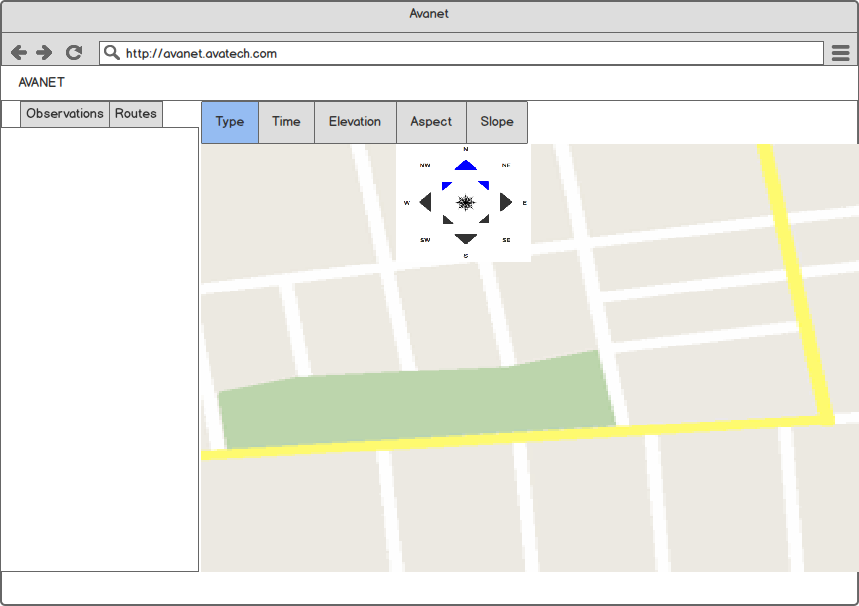 Avanet
http://avanet.avatech.com
AVANET
Observations Routes
Type Time Elevation Aspect Slope
N
NW NE
W E
SW SE
S